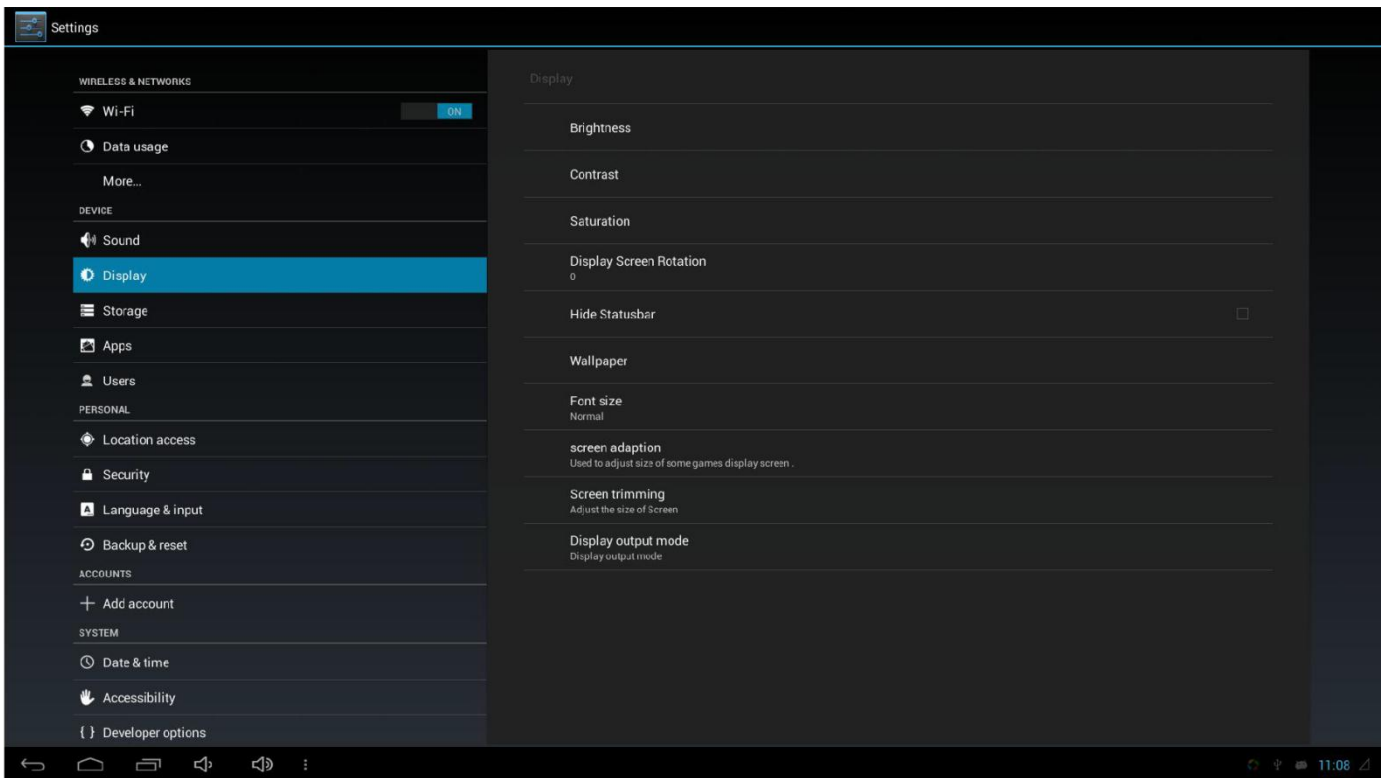 Settings
WIRELESS & NETWORKS
Wi-Fi
ON
Data usage
More...
DEVICE
Sound
Display
Storage
Apps
Users
PERSONAL
Location access
Security
Language & input
Backup & reset
ACCOUNTS
Add account
SYSTEM
Date & time
Accessibility
{ } Developer options
Display
Brightness
Contrast
Saturation
Display Screen Rotation
0
Hide Statusbar
Wallpaper
Font size
Normal
screen adaption
Used to adjust size of some games display screen .
Screen trimming
Adjust the size of Screen
Display output mode
Display output mode
11:08